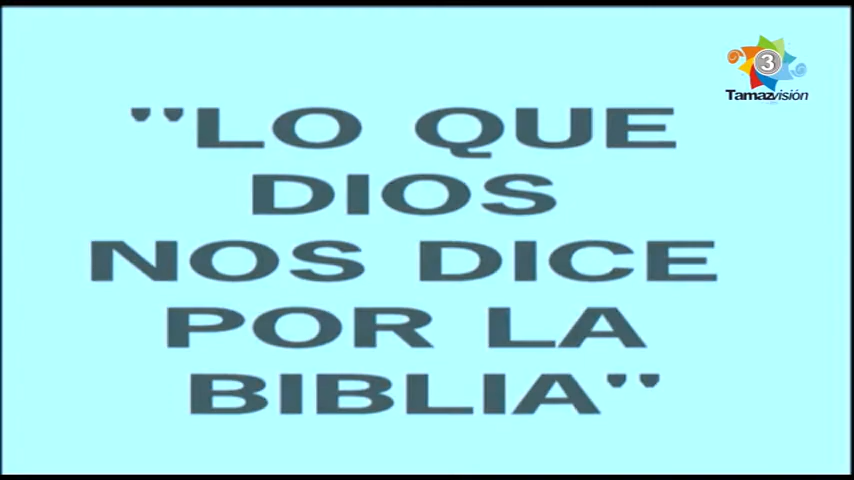 3
Tamazvisión
"LO QUE
DIOS
NOS DICE
POR LA
BIBLIA"